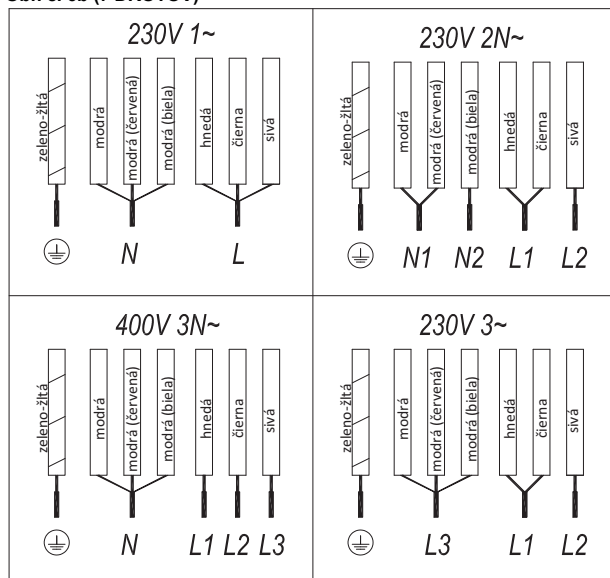 230V 1~
zeleno-žltá
modrá
modrá (červená)
modrá (biela)
hnedá
čierna
sivá
N
L
230V 2N~
zeleno-žltá
modrá
modrá (červená)
modrá (biela)
hnedá
čierna
sivá
N1
N2
L1
L2
400V 3N~
zeleno-žltá
modrá
modrá (červená)
modrá (biela)
hnedá
čierna
sivá
N
L1
L2
L3
230V 3~
zeleno-žltá
modrá
modrá (červená)
modrá (biela)
hnedá
čierna
sivá
L3
L1
L2